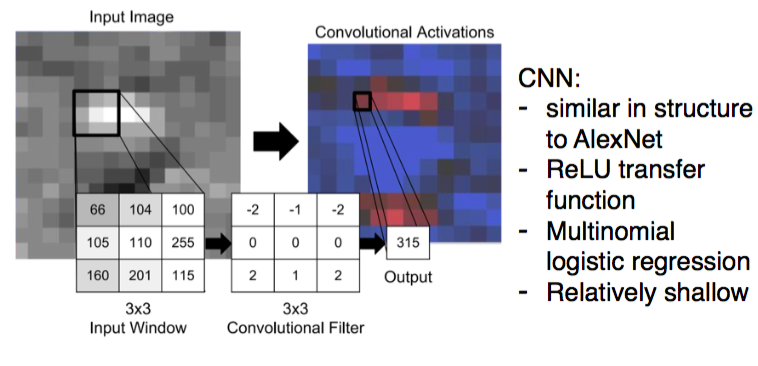 Input Image
Convolutional Activations
66 104 100
105 110 255
160 201 115
3x3
Input Window
-2 -1 -2
0 0 0
2 1 2
3x3
Convolutional Filter
315
Output
CNN:
- similar in structure
to AlexNet
- ReLU transfer
function
- Multinomial
logistic regression
- Relatively shallow